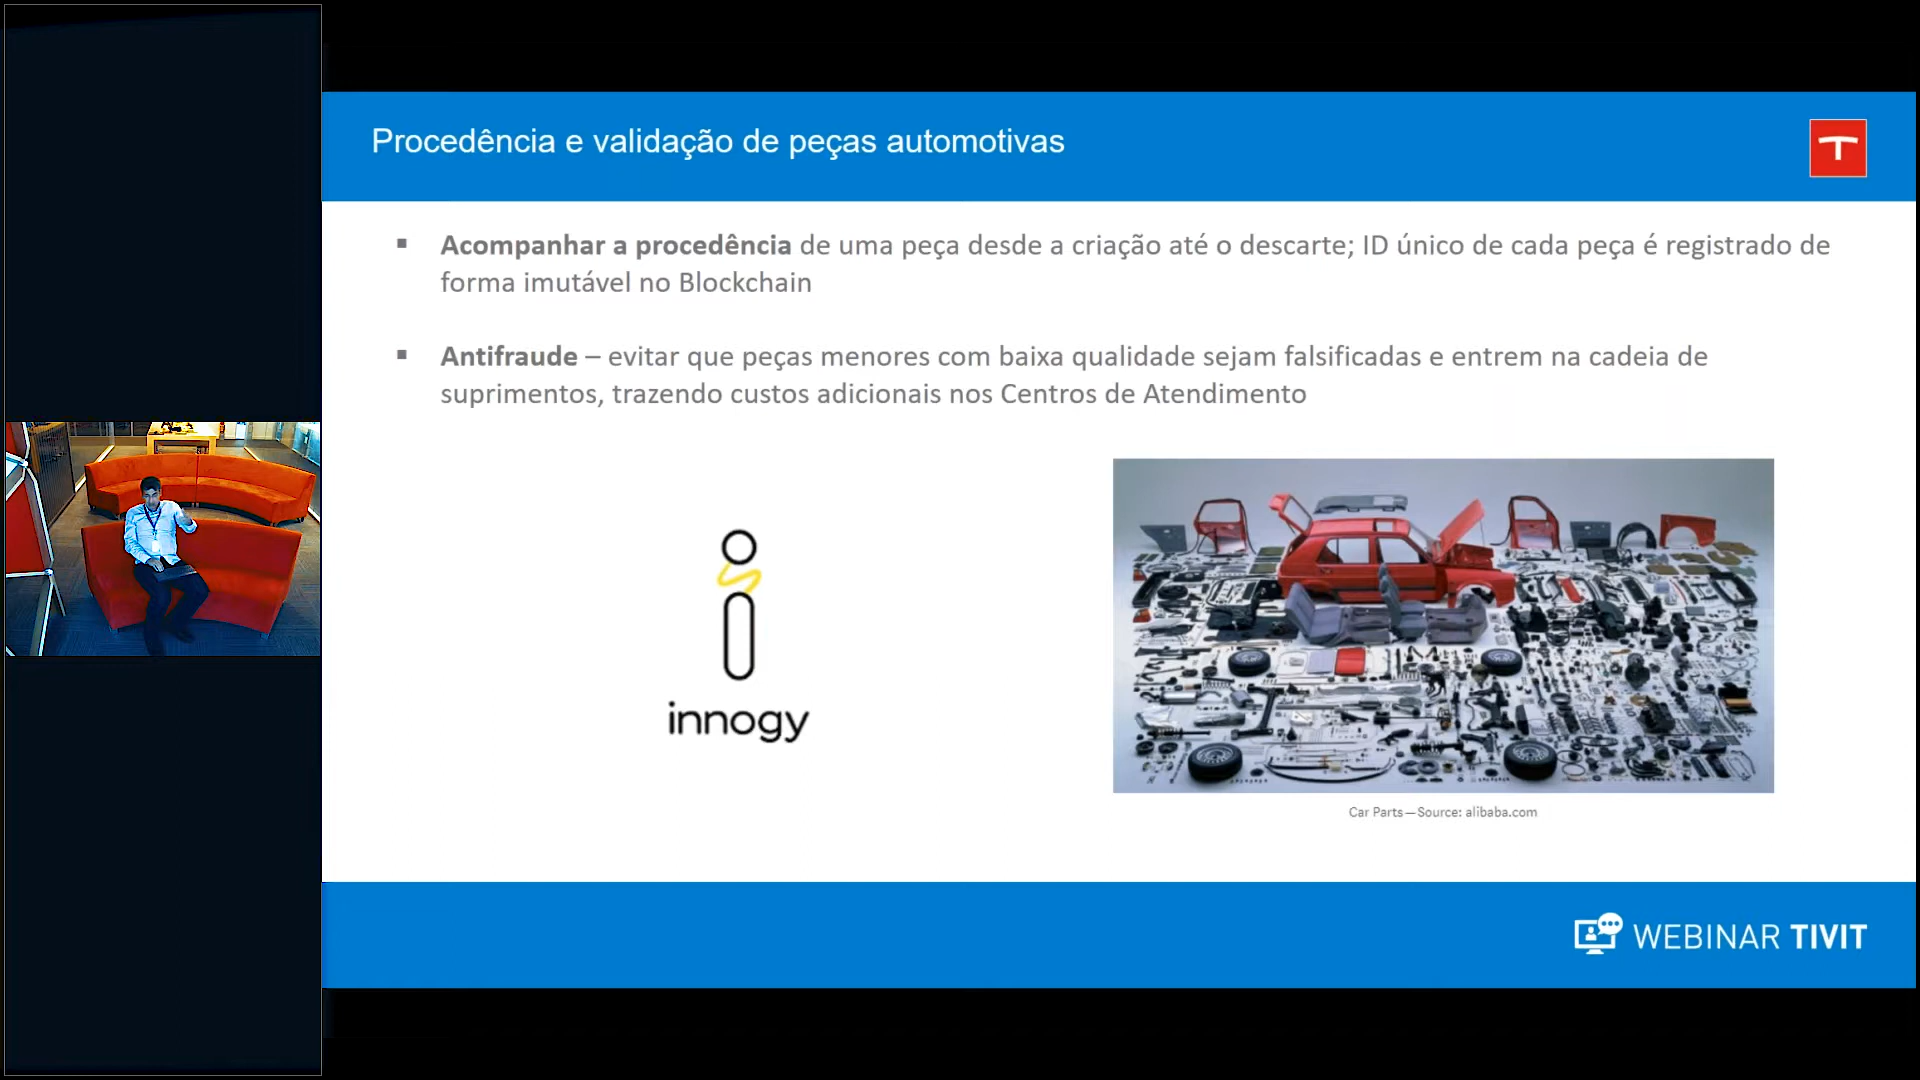 Procedência e validação de peças automotivas
Acompanhar a procedência de uma peça desde a criação até o descarte; ID único de cada peça é registrado de
forma imutável no Blockchain
Antifraude – evitar que peças menores com baixa qualidade sejam falsificadas e entrem na cadeia de
suprimentos, trazendo custos adicionais nos Centros de Atendimento
innogy
Car Parts — Source: alibaba.com
WEBINAR TIVIT